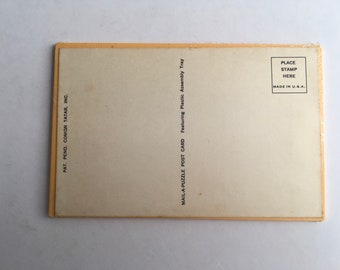 PAT. PEND. CONOR TATAR, INC.
MAIL-A-PUZZLE POST CARD Featuring Plastic Assembly Tray
PLACE
STAMP
HERE
MADE IN U.S.A.